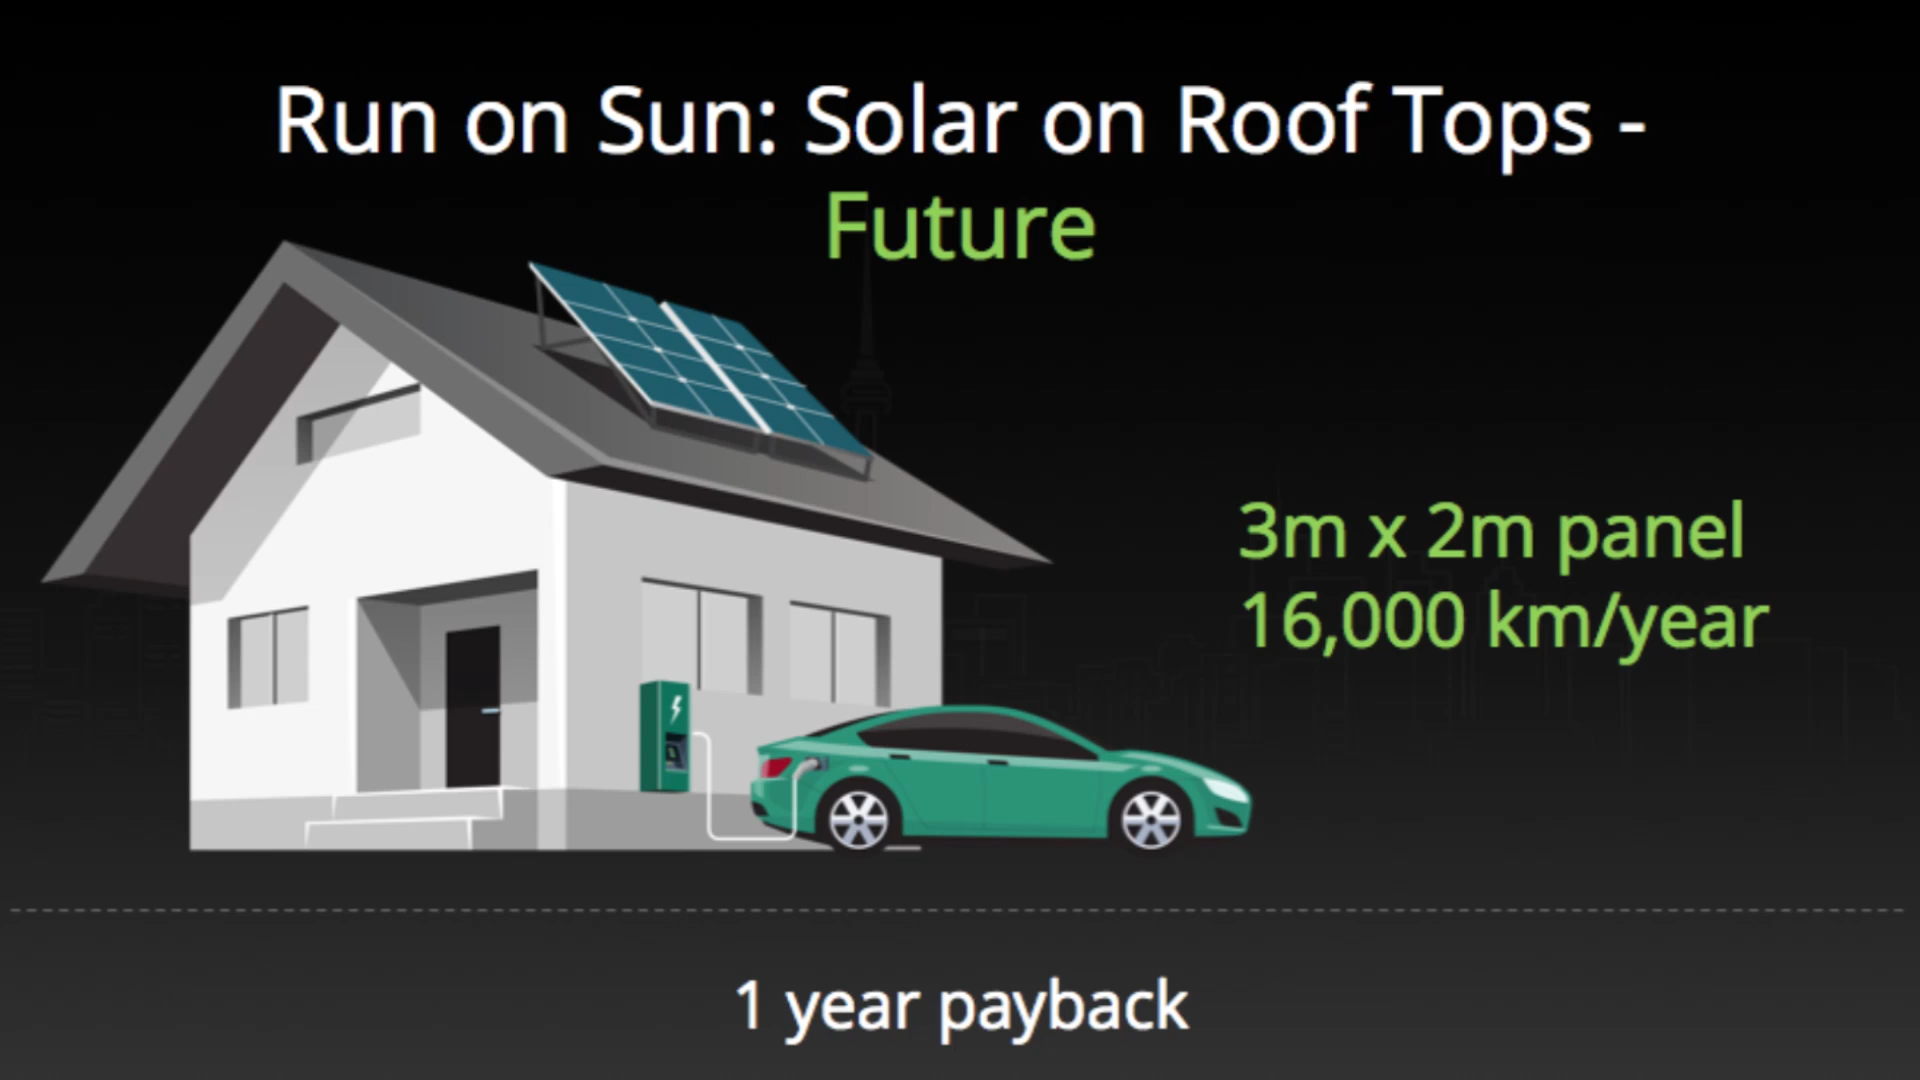 Run on Sun: Solar on Roof Tops -
Future
3m x 2m panel
16,000 km/year
1 year payback